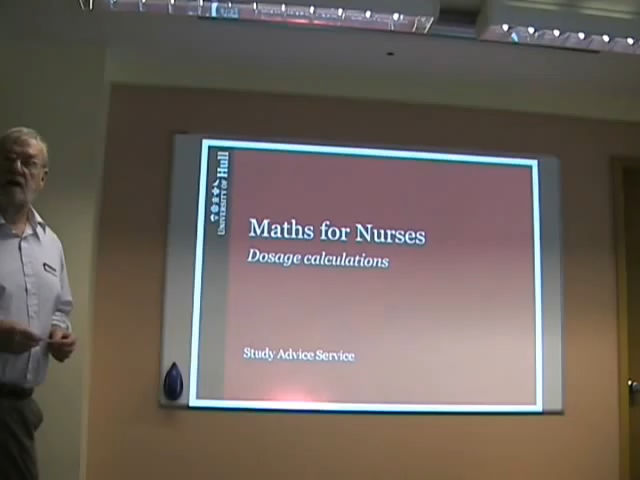 UNIVERSITY OF Hull
Maths for Nurses
Dosage calculations
Study Advice Service